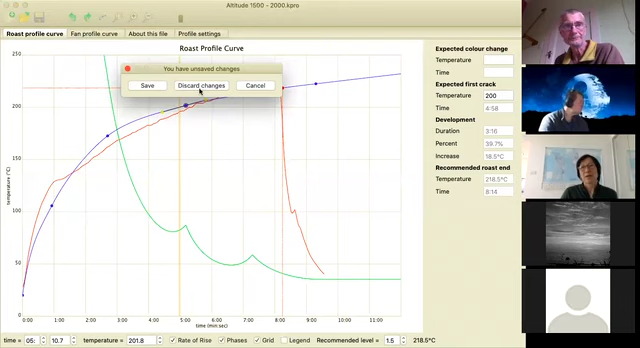 Altitude 1500 - 2000.kpro
Roast profile curve Fan profile curve About this file Profile settings
Roast Profile Curve
You have unsaved changes
Save Discard changes Cancel
250
200
150
100
50
0
temperature (°C)
0:00 1:00 2:00 3:00 4:00 5:00 6:00 7:00 8:00 9:00 10:00 11:00
time (min:sec)
Expected colour change
Temperature
Time
Expected first crack
Temperature 200
Time 4:58
Development
Duration 3:16
Percent 39.7%
Increase 18.5°C
Recommended roast end
Temperature 218.5°C
Time 8:14
time = 05: 10.7 temperature = 201.8 Rate of Rise Phases Grid Legend Recommended level = 1.5 218.5°C